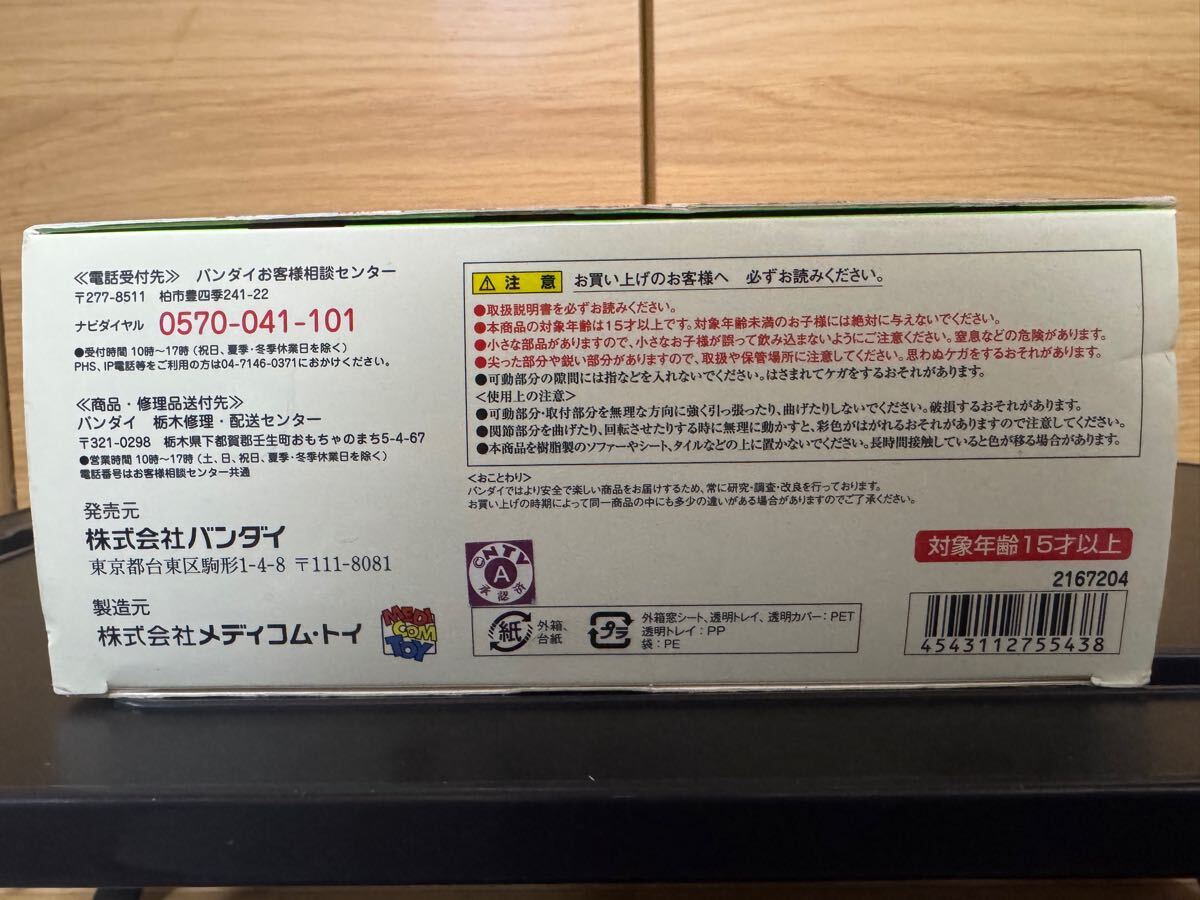 ≪電話受付先≫ バンダイお客様相談センター
〒277-8511 柏市豊四季241-22
ナビダイヤル 0570-041-101
●受付時間 10時〜17時(祝日、夏季・冬季休業日を除く)
PHS、IP電話等をご利用の方は04-7146-0371におかけください。
≪商品・修理品送付先≫
バンダイ 栃木修理・配送センター
〒321-0298 栃木県下都賀郡壬生町おもちゃのまち5-4-67
●営業時間 10時〜17時(土、日、祝日、夏季・冬季休業日を除く)
電話番号はお客様相談センター共通
発売元
株式会社バンダイ
東京都台東区駒形1-4-8 〒111-8081
製造元
株式会社メディコム・トイ
MEDI
COM
TOY
注 意 お買い上げのお客様へ 必ずお読みください。
●取扱説明書を必ずお読みください。
●本商品の対象年齢は15才以上です。対象年齢未満のお子様には絶対に与えないでください。
●小さな部品がありますので、小さなお子様が誤って飲み込まないようにご注意ください。窒息などの危険があります。
●尖った部分や鋭い部分がありますので、取扱や保管場所に注意してください。思わぬケガをするおそれがあります。
●可動部分の隙間には指などを入れないでください。はさまれてケガをするおそれがあります。
<使用上の注意>
●可動部分・取付部分を無理な方向に強く引っ張ったり、曲げたりしないでください。破損するおそれがあります。
●関節部分を曲げたり、回転させたりする時に無理に動かすと、彩色がはがれるおそれがありますので注意してください。
●本商品を樹脂製のソファーやシート、タイルなどの上に置かないでください。長時間接触していると色が移る場合があります。
<おことわり>
バンダイではより安全で楽しい商品をお届けするため、常に研究・調査・改良を行っております。
お買い上げの時期によって同一商品の中にも多少の違いがある場合がありますのでご了承ください。
©NTV
A
承認済
紙 外箱、
台紙
プラ 外箱窓シート、透明トレイ、透明カバー:PET
透明トレイ:PP
袋:PE
対象年齢15才以上
2167204
4543112755438